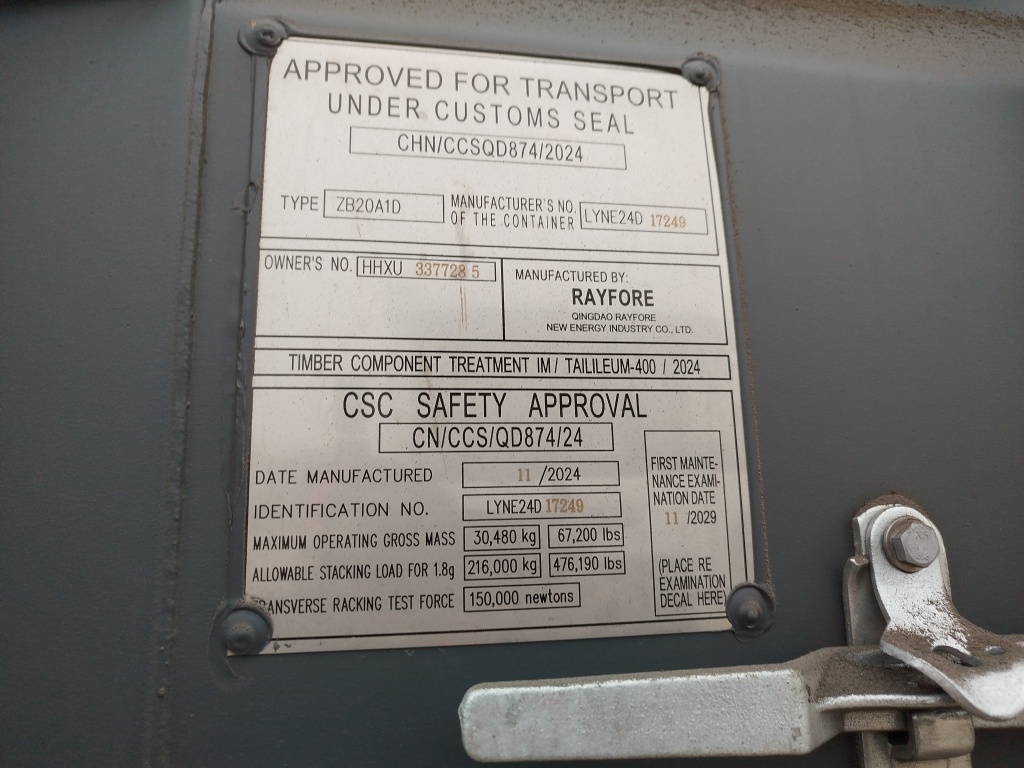 APPROVED FOR TRANSPORT
UNDER CUSTOMS SEAL
CHN/CCSQD874/2024
TYPE ZB20A1D MANUFACTURER'S NO. OF THE CONTAINER LYNE24D 17249
OWNER'S NO. HHXU 337728 5
MANUFACTURED BY:
RAYFORE
QINGDAO RAYFORE
NEW ENERGY INDUSTRY CO., LTD.
TIMBER COMPONENT TREATMENT IM / TAILILEUM-400 / 2024
CSC SAFETY APPROVAL
CN/CCS/QD874/24
DATE MANUFACTURED 11 /2024
IDENTIFICATION NO. LYNE24D 17249
MAXIMUM OPERATING GROSS MASS 30,480 kg 67,200 lbs
ALLOWABLE STACKING LOAD FOR 1.8g 216,000 kg 476,190 lbs
TRANSVERSE RACKING TEST FORCE 150,000 newtons
FIRST MAINTE-
NANCE EXAMI-
NATION DATE
11 /2029
(PLACE RE
EXAMINATION
DECAL HERE)